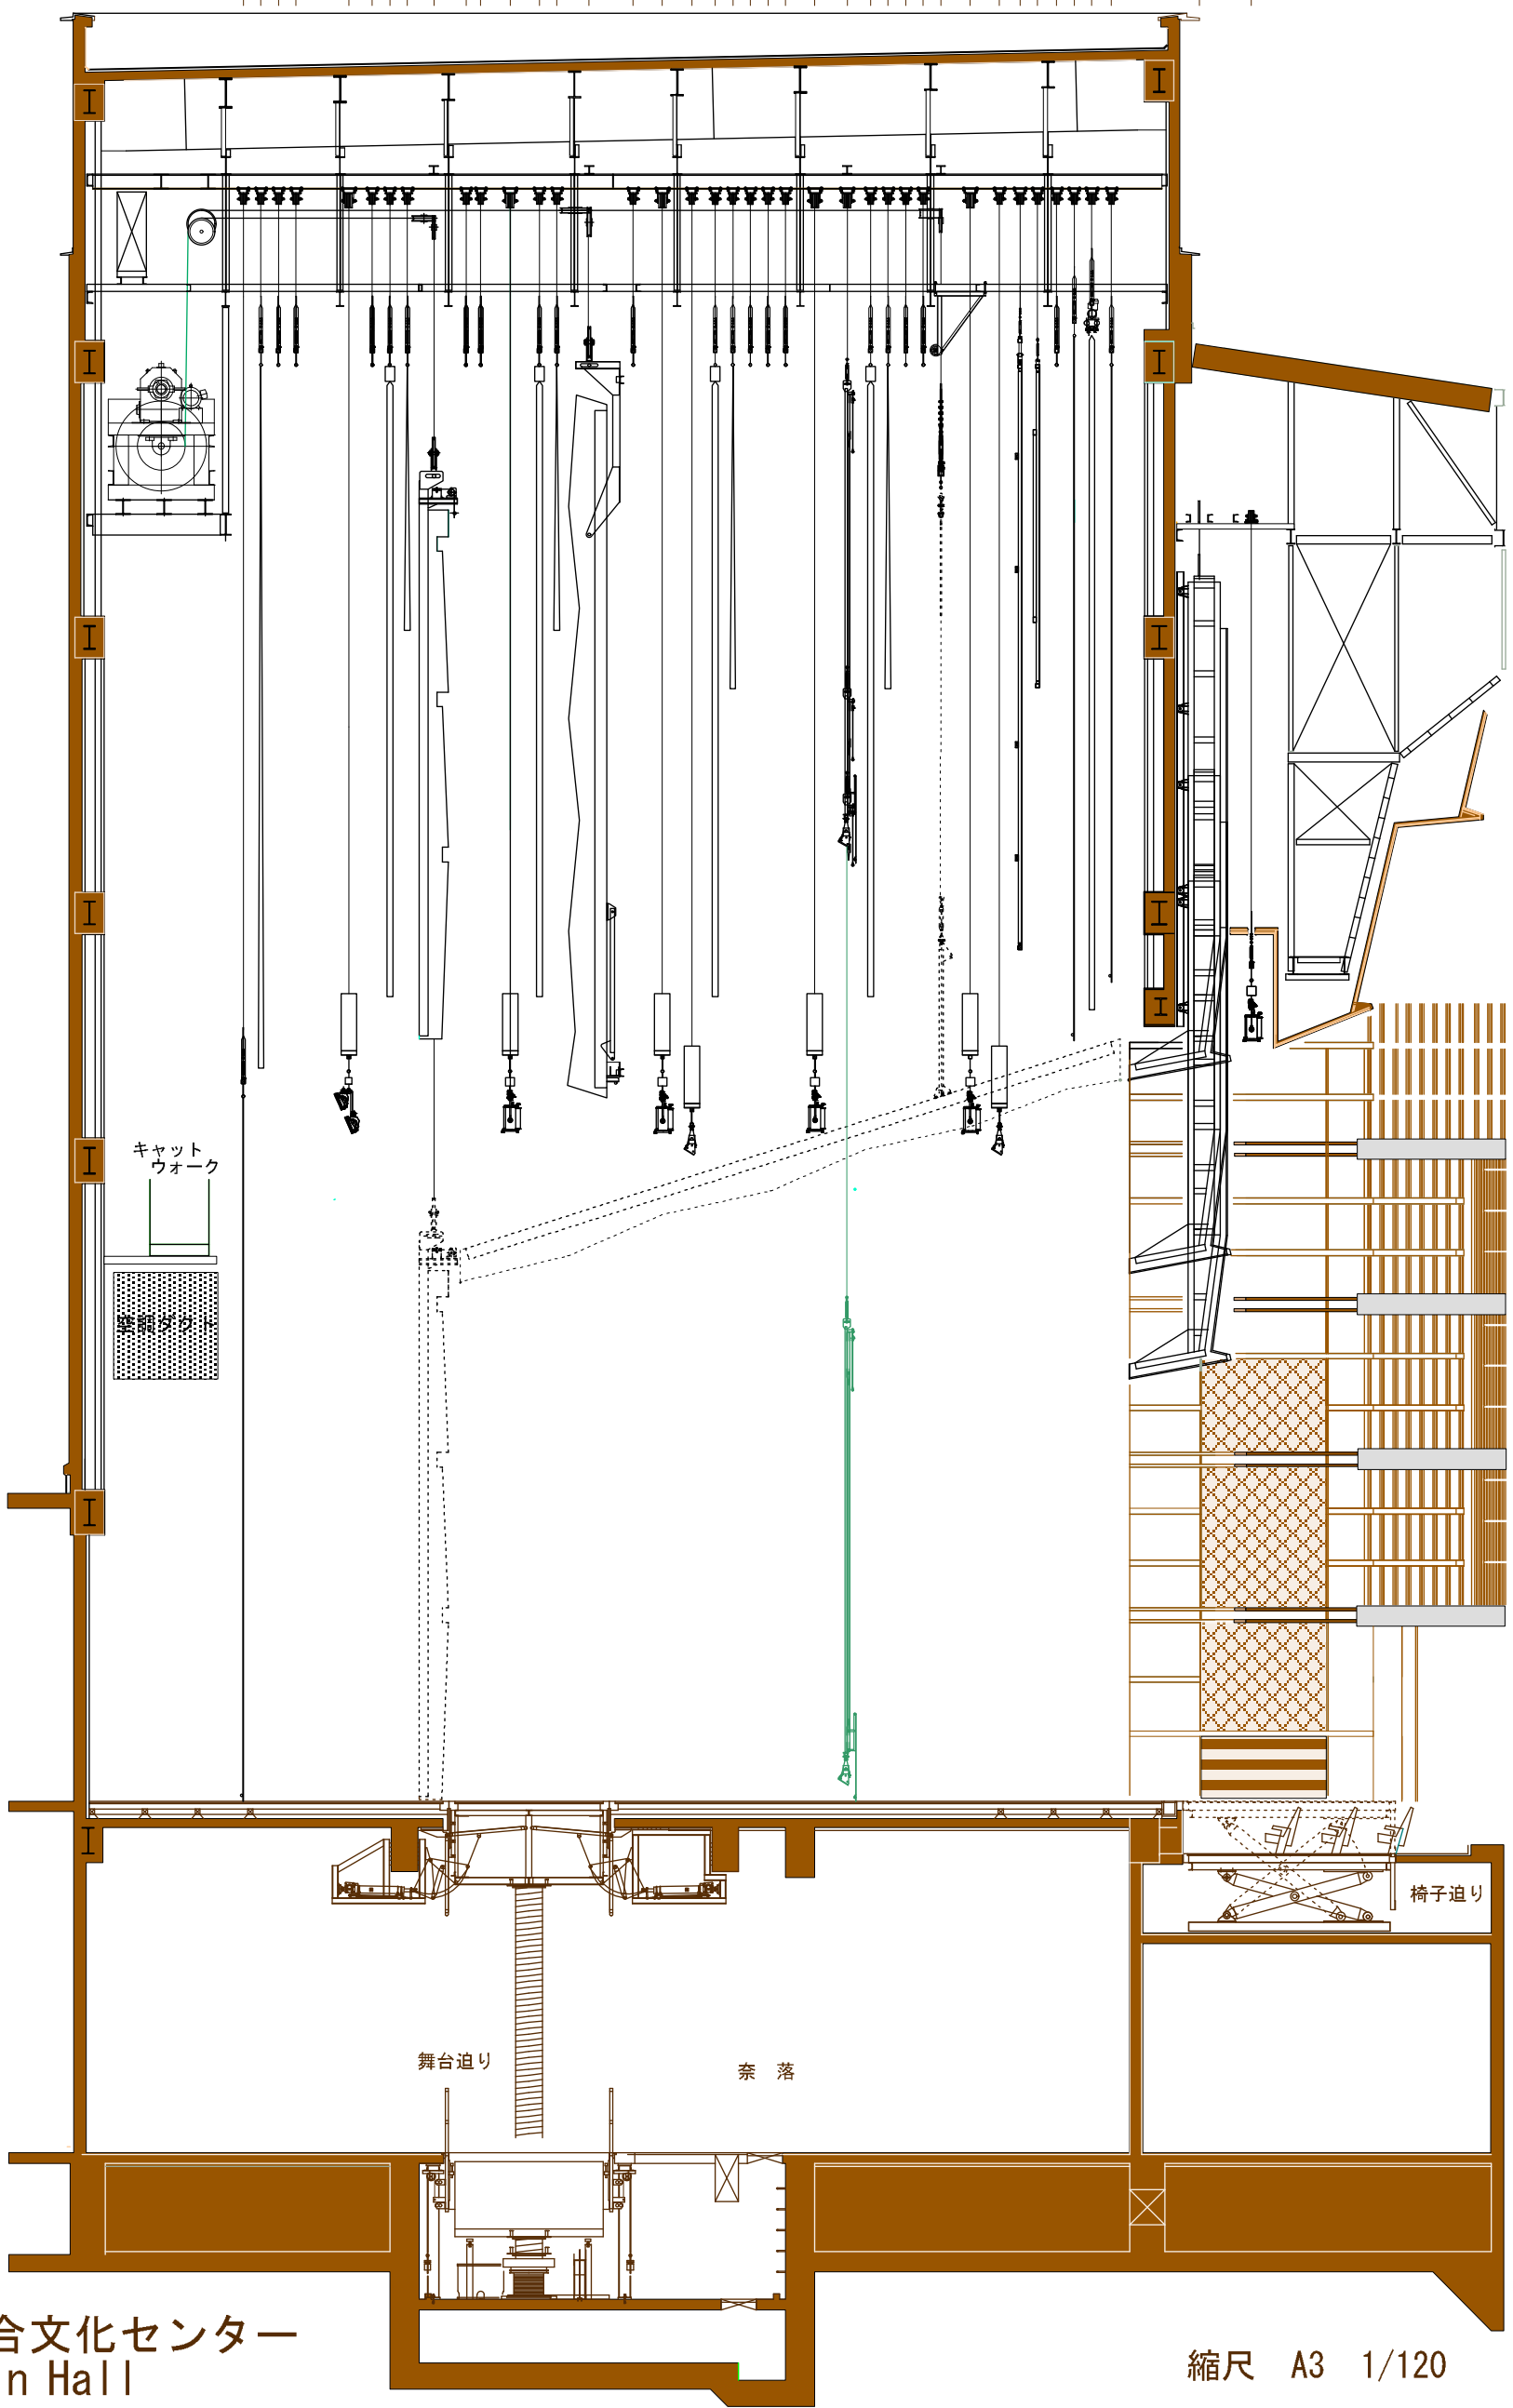 キャット
ウォーク
空調ダクト
椅子迫り
舞台迫り
奈　落
合文化センター
n Hall
縮尺　A3　1/120